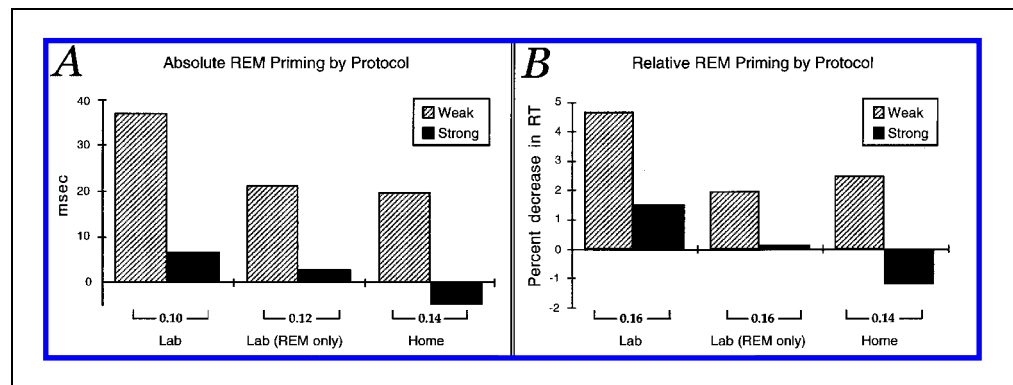 A
Absolute REM Priming by Protocol
40
30
20
10
0
msec
Weak
Strong
0.10
0.12
0.14
Lab
Lab (REM only)
Home
B
Relative REM Priming by Protocol
5
4
3
2
1
0
-1
-2
Percent decrease in RT
Weak
Strong
0.16
0.16
0.14
Lab
Lab (REM only)
Home